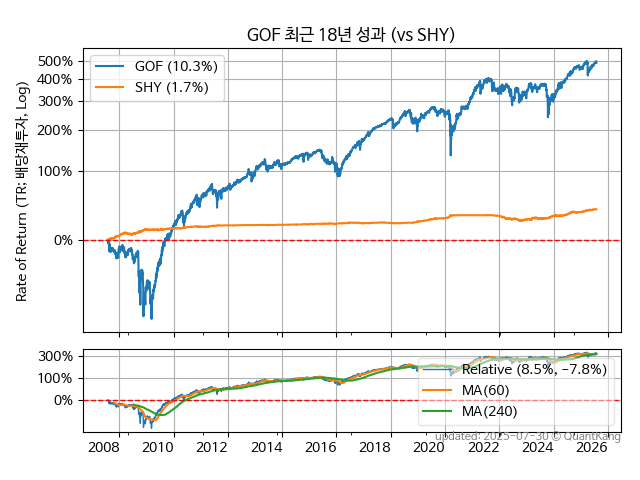 GOF 최근 18년 성과 (vs SHY)
500%
400%
300%
200%
100%
0%
Rate of Return (TR; 배당재투자, Log)
GOF (10.3%)
SHY (1.7%)
300%
100%
0%
Relative (8.5%, −7.8%)
MA(60)
MA(240)
2008 2010 2012 2014 2016 2018 2020 2022 2024 2026
updated: 2025-07-30 © QuantKang